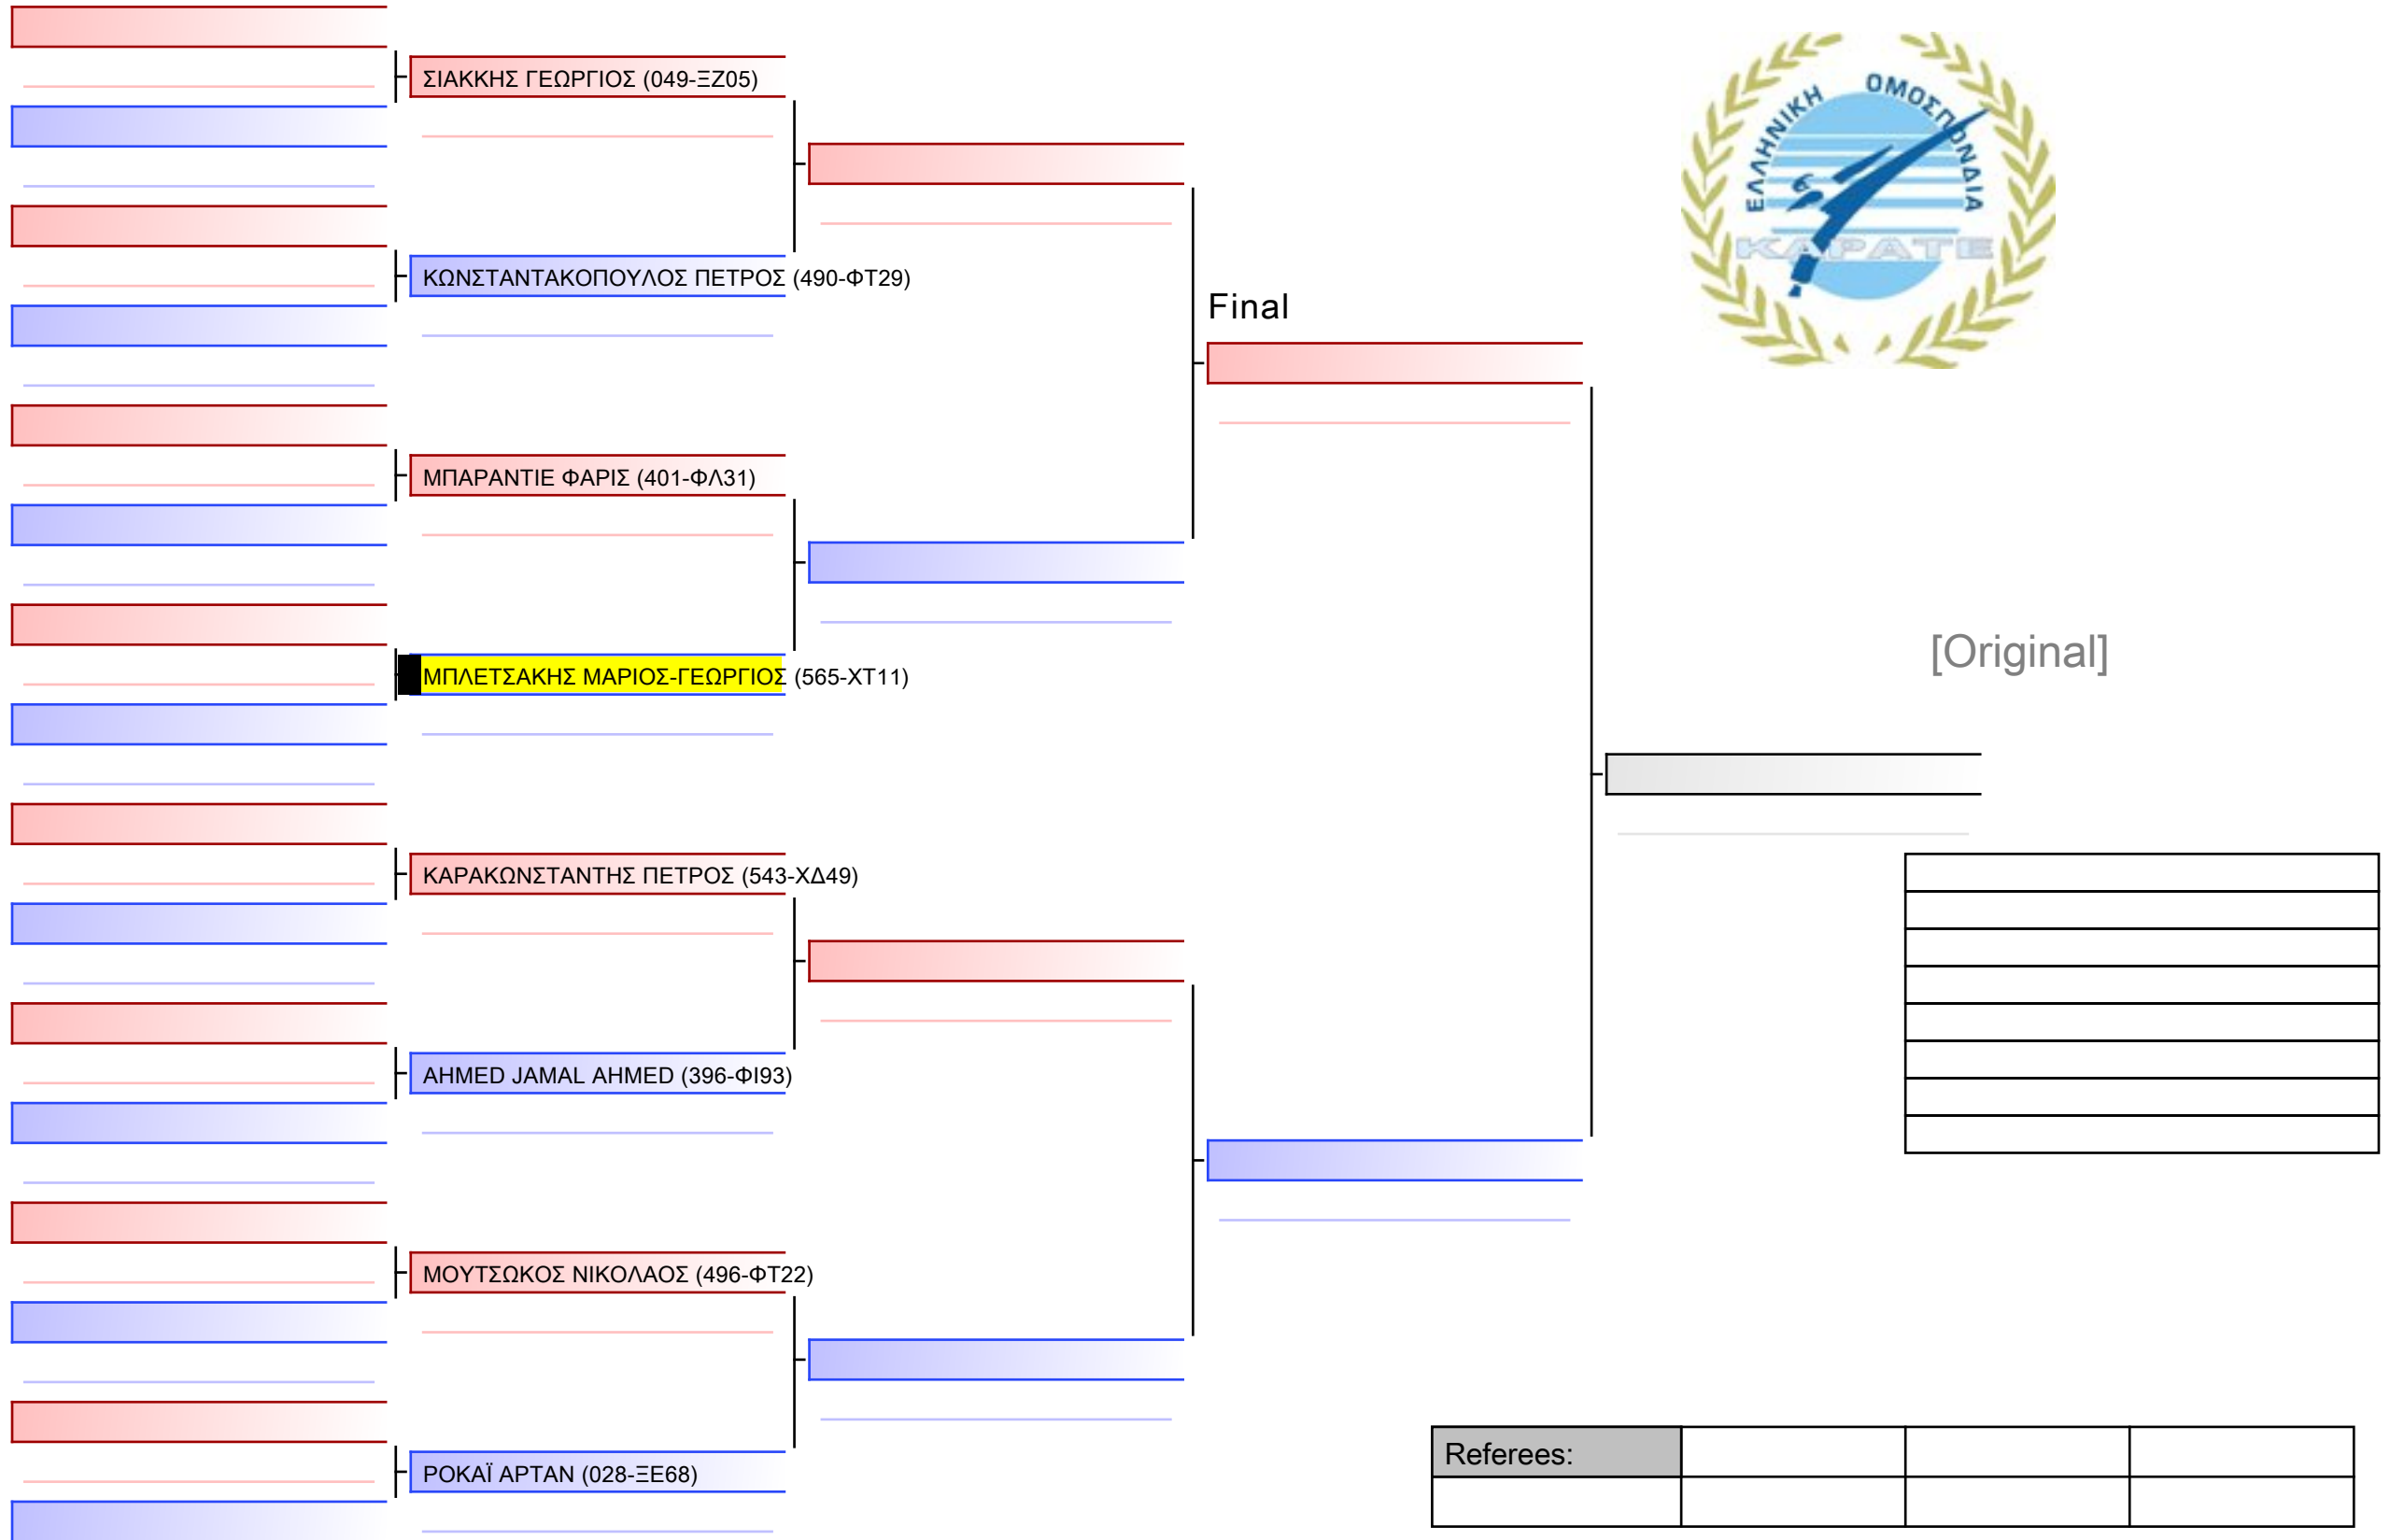 ΣΙΑΚΚΗΣ ΓΕΩΡΓΙΟΣ (049-ΞΖ05)
ΚΩΝΣΤΑΝΤΑΚΟΠΟΥΛΟΣ ΠΕΤΡΟΣ (490-ΦΤ29)
ΜΠΑΡΑΝΤΙΕ ΦΑΡΙΣ (401-ΦΛ31)
ΜΠΛΕΤΣΑΚΗΣ ΜΑΡΙΟΣ-ΓΕΩΡΓΙΟΣ (565-ΧΤ11)
ΚΑΡΑΚΩΝΣΤΑΝΤΗΣ ΠΕΤΡΟΣ (543-ΧΔ49)
AHMED JAMAL AHMED (396-ΦΙ93)
ΜΟΥΤΣΩΚΟΣ ΝΙΚΟΛΑΟΣ (496-ΦΤ22)
ΡΟΚΑΪ ΑΡΤΑΝ (028-ΞΕ68)
Final
ΕΛΛΗΝΙΚΗ ΟΜΟΣΠΟΝΔΙΑ
ΚΑΡΑΤΕ
[Original]
Referees: